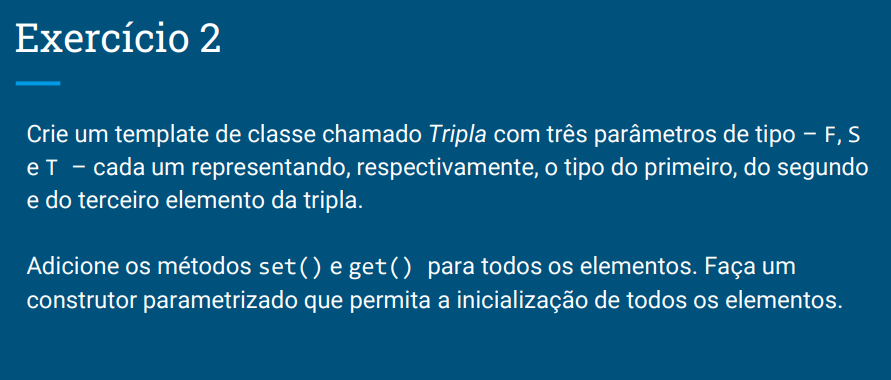 Exercício 2
Crie um template de classe chamado Tripla com três parâmetros de tipo – F, S
e T – cada um representando, respectivamente, o tipo do primeiro, do segundo
e do terceiro elemento da tripla.
Adicione os métodos set() e get() para todos os elementos. Faça um
construtor parametrizado que permita a inicialização de todos os elementos.